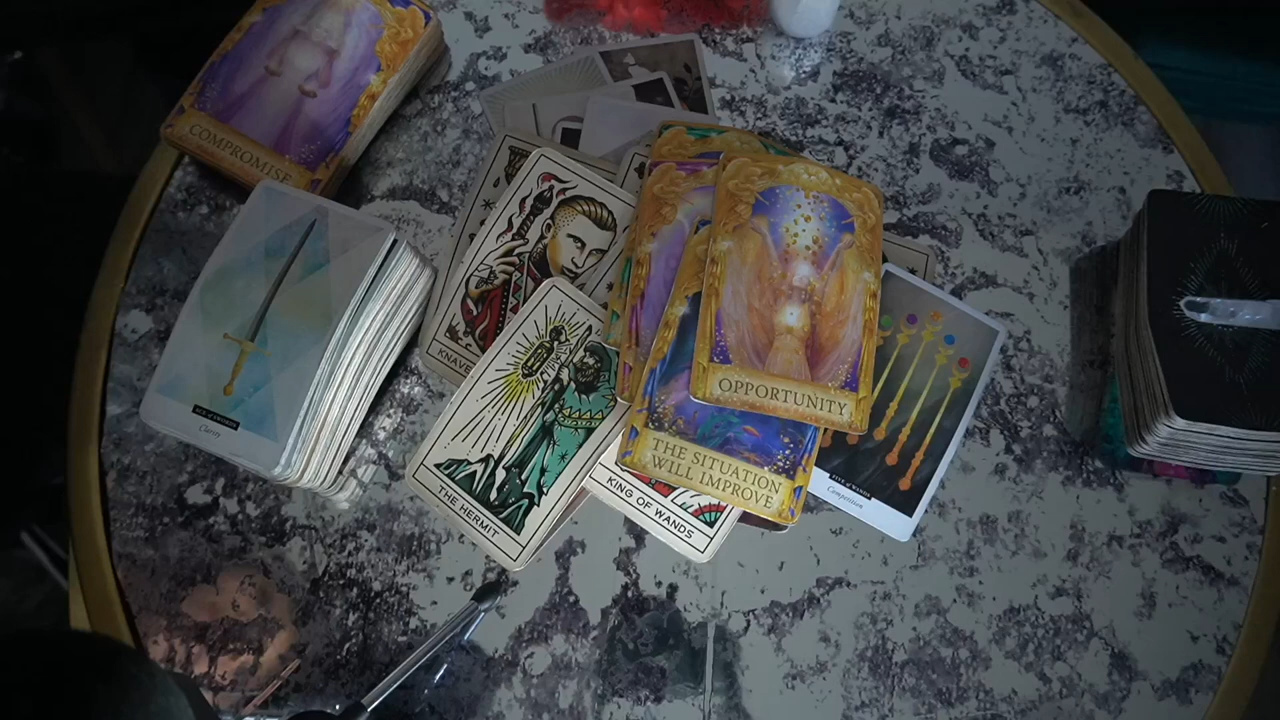 COMPROMISE
ACE of SWORDS
Clarity
KNAVE
THE HERMIT
KING OF WANDS
OPPORTUNITY
THE SITUATION
WILL IMPROVE
FIVE of WANDS
Competition